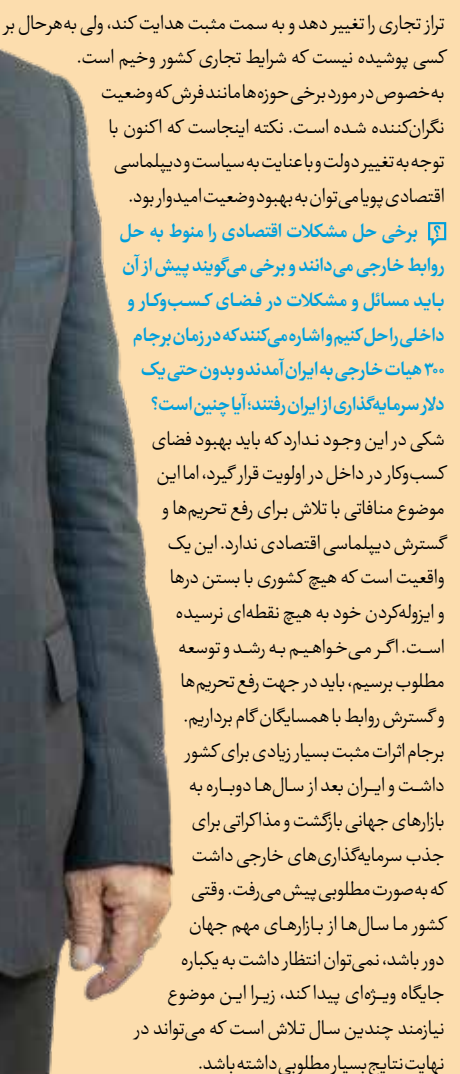 تراز تجاری را تغییر دهد و به سمت مثبت هدایت کند، ولی به‌هرحال بر
کسی پوشیده نیست که شرایط تجاری کشور وخیم است.
به‌خصوص در مورد برخی حوزه‌ها مانند فرش که وضعیت
نگران‌کننده شده است. نکته اینجاست که اکنون با
توجه به تغییر دولت و با عنایت به سیاست و دیپلماسی
اقتصادی پویا می‌توان به بهبود وضعیت امیدوار بود.
؟ برخی حل مشکلات اقتصادی را منوط به حل
روابط خارجی می‌دانند و برخی می‌گویند پیش از آن
باید مسائل و مشکلات در فضای کسب‌وکار و
داخلی را حل کنیم و اشاره می‌کنند که در زمان برجام
۳۰۰ هیات خارجی به ایران آمدند و بدون حتی یک
دلار سرمایه‌گذاری از ایران رفتند؛ آیا چنین است؟
شکی در این وجود ندارد که باید بهبود فضای
کسب‌وکار در داخل در اولویت قرار گیرد، اما این
موضوع منافاتی با تلاش برای رفع تحریم‌ها و
گسترش دیپلماسی اقتصادی ندارد. این یک
واقعیت است که هیچ کشوری با بستن درها
و ایزوله‌کردن خود به هیچ نقطه‌ای نرسیده
است. اگر می‌خواهیم به رشد و توسعه
مطلوب برسیم، باید در جهت رفع تحریم‌ها
و گسترش روابط با همسایگان گام برداریم.
برجام اثرات مثبت بسیار زیادی برای کشور
داشت و ایران بعد از سال‌ها دوباره به
بازارهای جهانی بازگشت و مذاکراتی برای
جذب سرمایه‌گذاری‌های خارجی داشت
که به‌صورت مطلوبی پیش می‌رفت. وقتی
کشور ما سال‌ها از بازارهای مهم جهان
دور باشد، نمی‌توان انتظار داشت به یکباره
جایگاه ویژه‌ای پیدا کند، زیرا این موضوع
نیازمند چندین سال تلاش است که می‌تواند در
نهایت نتایج بسیار مطلوبی داشته باشد.